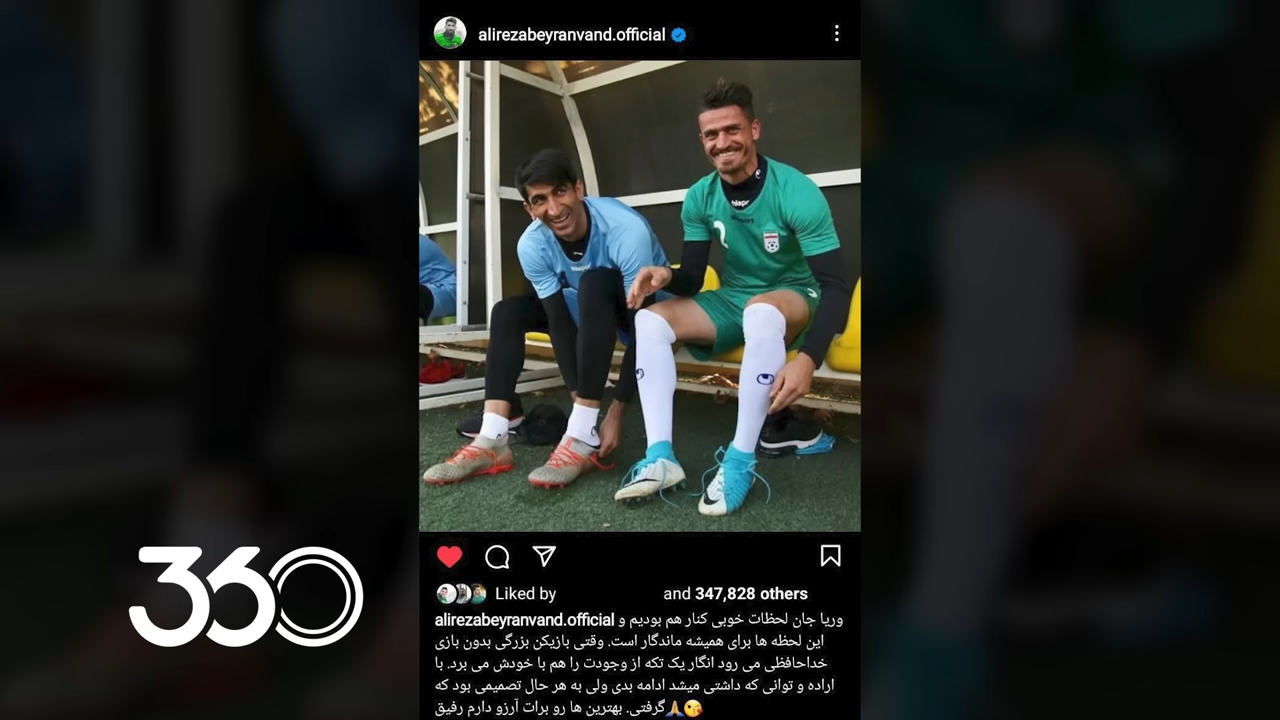 alirezabeyranvand.official
uhlsport
2
360
Liked by and 347,828 others
alirezabeyranvand.official وریا جان لحظات خوبی کنار هم بودیم و
این لحظه ها برای همیشه ماندگار است. وقتی بازیکن بزرگی بدون بازی
خداحافظی می رود انگار یک تکه از وجودت را هم با خودش می برد. با
اراده و توانی که داشتی میشد ادامه بدی ولی به هر حال تصمیمی بود که
گرفتی. بهترین ها رو برات آرزو دارم رفیق🙏😘